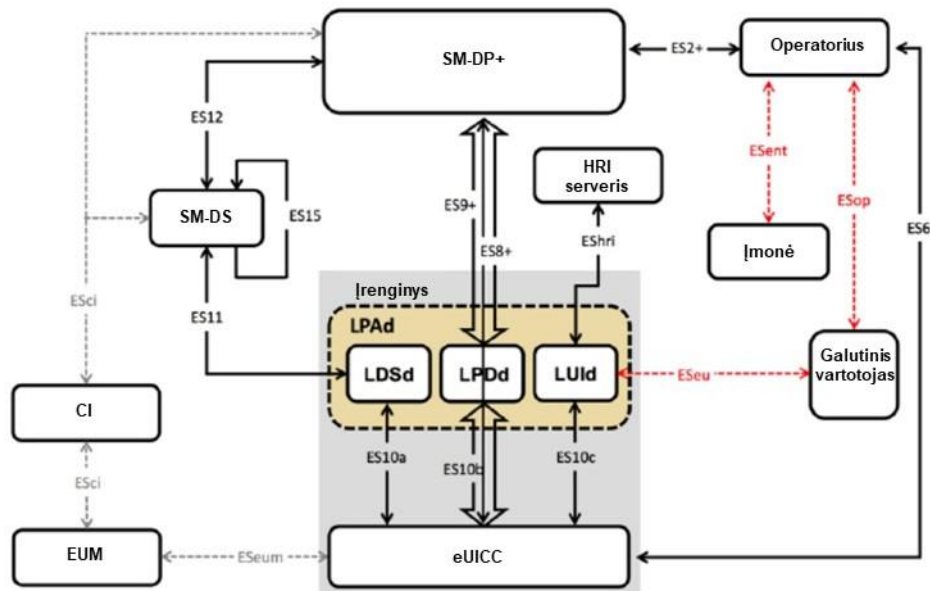 SM-DP+
ES2+
Operatorius
ES12
HRI
serveris
ESent
ES9+
ESop
SM-DS
ES15
ES6
ES8+
EShri
Įmonė
ESci
ES11
Įrenginys
LPAd
LDSd
LPDd
LUId
ESeu
Galutinis
vartotojas
CI
ES10a
ES10b
ES10c
ESci
EUM
ESeum
eUICC